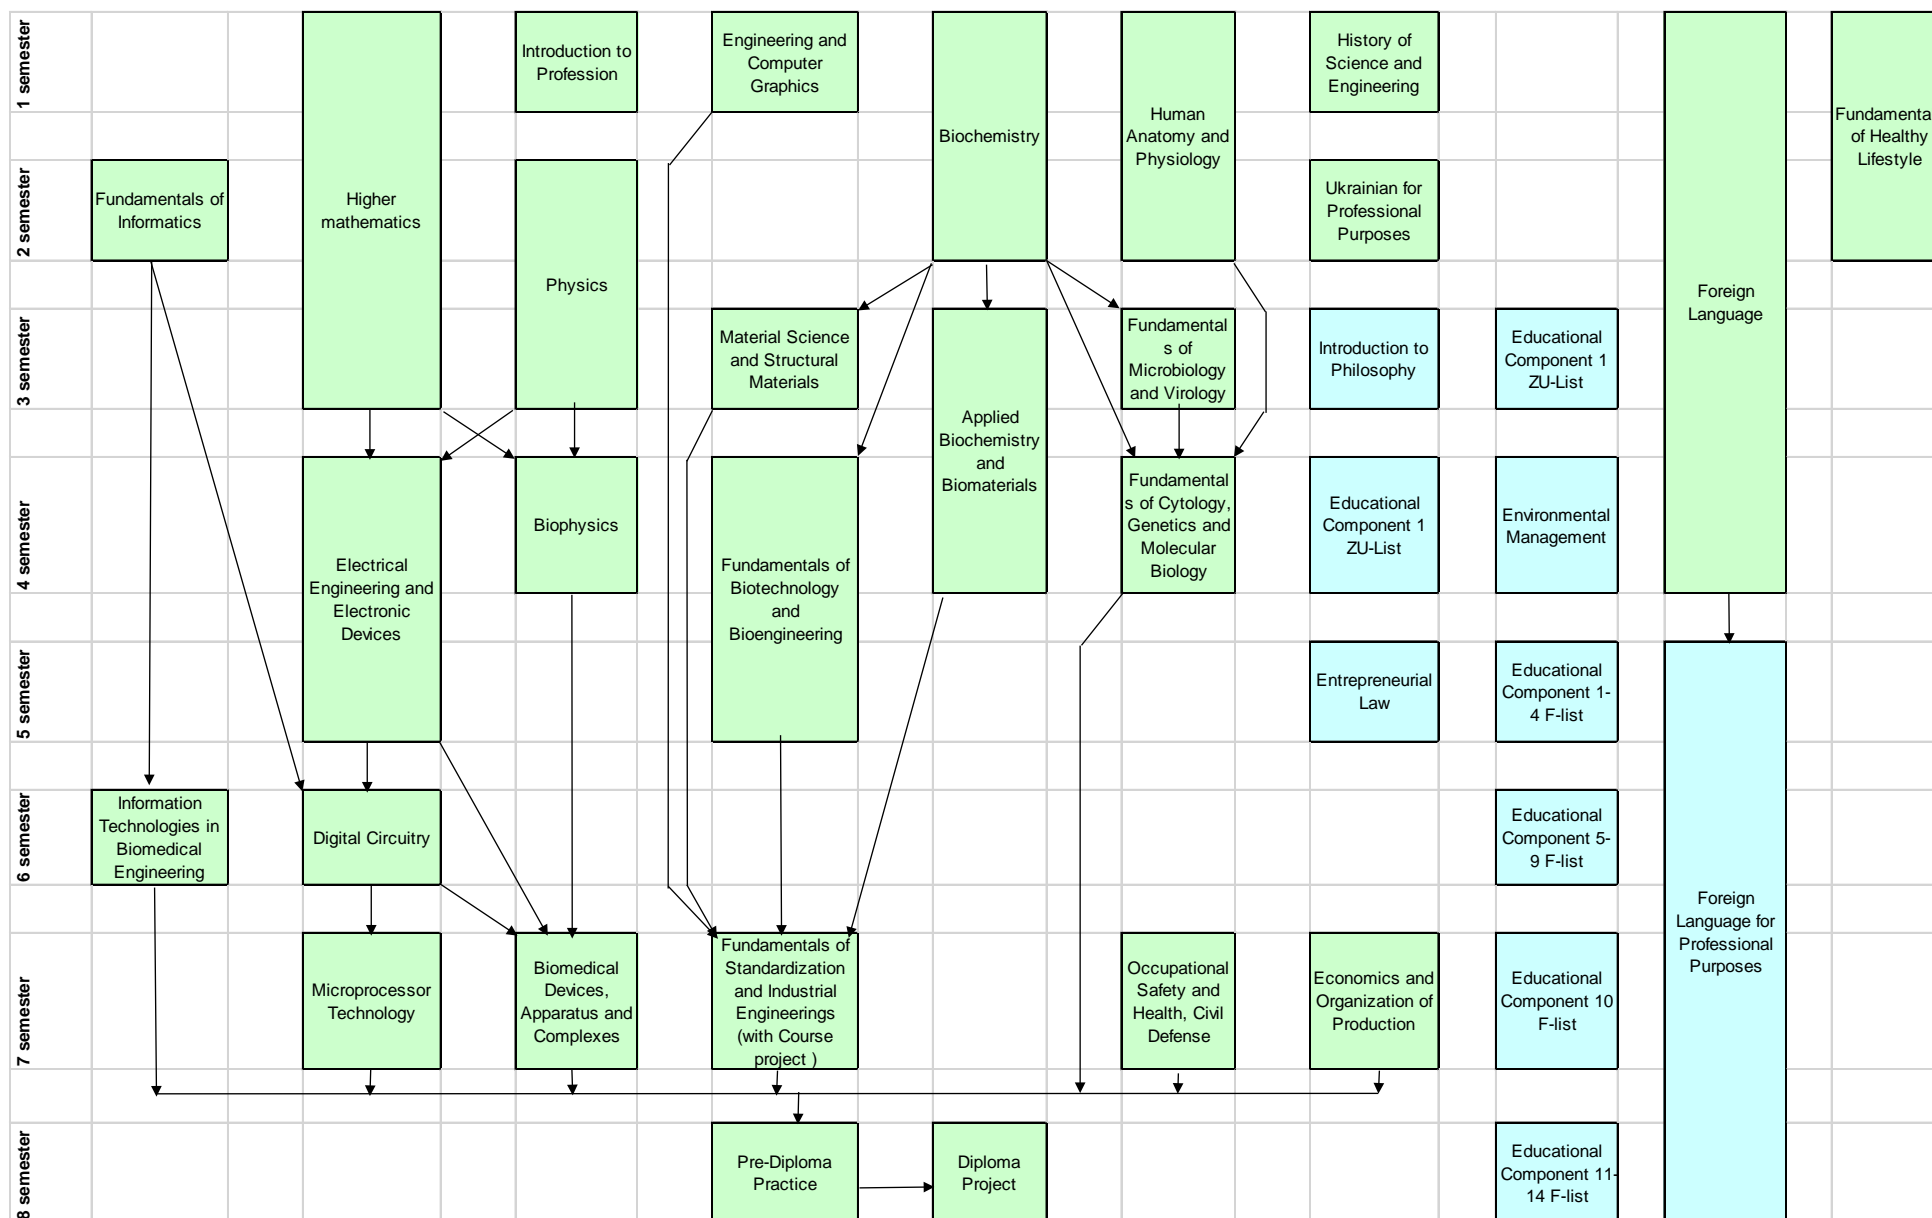 1 semester
Introduction to
Profession
Engineering and
Computer
Graphics
History of
Science and
Engineering
Biochemistry
Human
Anatomy and
Physiology
Fundamenta
of Healthy
Lifestyle
2 semester
Fundamentals of
Informatics
Higher
mathematics
Ukrainian for
Professional
Purposes
Physics
Foreign
Language
3 semester
Material Science
and Structural
Materials
Fundamental
s of
Microbiology
and Virology
Introduction to
Philosophy
Educational
Component 1
ZU-List
Applied
Biochemistry
and
Biomaterials
4 semester
Biophysics
Fundamental
s of Cytology,
Genetics and
Molecular
Biology
Educational
Component 1
ZU-List
Environmental
Management
Electrical
Engineering and
Electronic
Devices
Fundamentals of
Biotechnology
and
Bioengineering
5 semester
Entrepreneurial
Law
Educational
Component 1-
4 F-list
6 semester
Information
Technologies in
Biomedical
Engineering
Digital Circuitry
Educational
Component 5-
9 F-list
Foreign
Language for
Professional
Purposes
7 semester
Microprocessor
Technology
Biomedical
Devices,
Apparatus and
Complexes
Fundamentals of
Standardization
and Industrial
Engineerings
(with Course
project )
Occupational
Safety and
Health, Civil
Defense
Economics and
Organization of
Production
Educational
Component 10
F-list
8 semester
Pre-Diploma
Practice
Diploma
Project
Educational
Component 11-
14 F-list